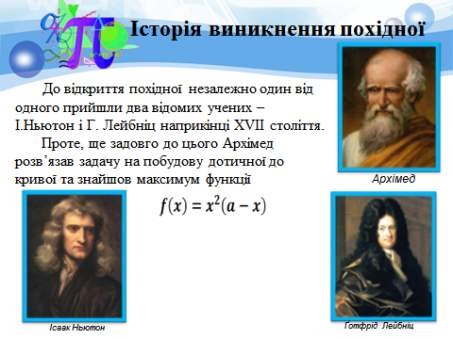 Історія виникнення похідної
До відкриття похідної незалежно один від
одного прийшли два відомих учених –
І.Ньютон і Г. Лейбніц наприкінці XVII століття.
Проте, ще задовго до цього Архімед
розв'язав задачу на побудову дотичної до
кривої та знайшов максимум функції
f(x) = x²(a − x)
Архімед
Ісаак Ньютон
Готфрід Лейбніц